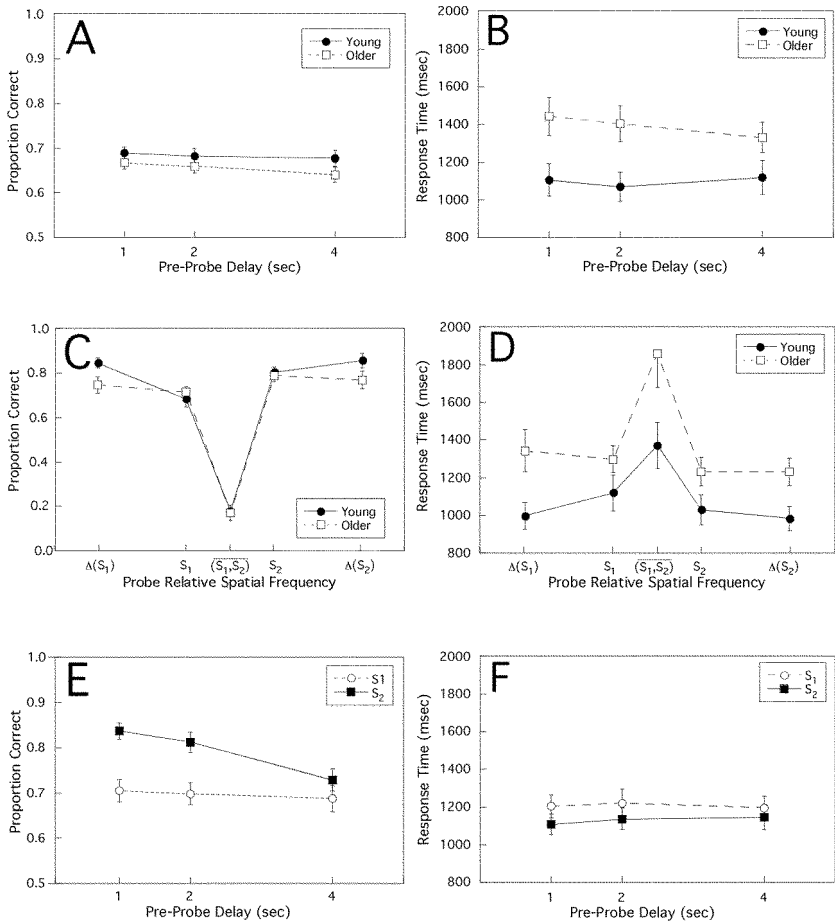 A
1.0
0.9
0.8
0.7
0.6
0.5
Proportion Correct
Young
Older
1 2 4
Pre-Probe Delay (sec)
B
2000
1800
1600
1400
1200
1000
800
Response Time (msec)
Young
Older
1 2 4
Pre-Probe Delay (sec)
C
1.0
0.8
0.6
0.4
0.2
0.0
Proportion Correct
Young
Older
Δ(S₁) S₁ (S₁,S₂) S₂ Δ(S₂)
Probe Relative Spatial Frequency
D
2000
1800
1600
1400
1200
1000
800
Response Time (msec)
Young
Older
Δ(S₁) S₁ (S₁,S₂) S₂ Δ(S₂)
Probe Relative Spatial Frequency
E
1.0
0.9
0.8
0.7
0.6
0.5
Proportion Correct
S1
S₂
1 2 4
Pre-Probe Delay (sec)
F
2000
1800
1600
1400
1200
1000
800
Response Time (msec)
S₁
S₂
1 2 4
Pre-Probe Delay (sec)